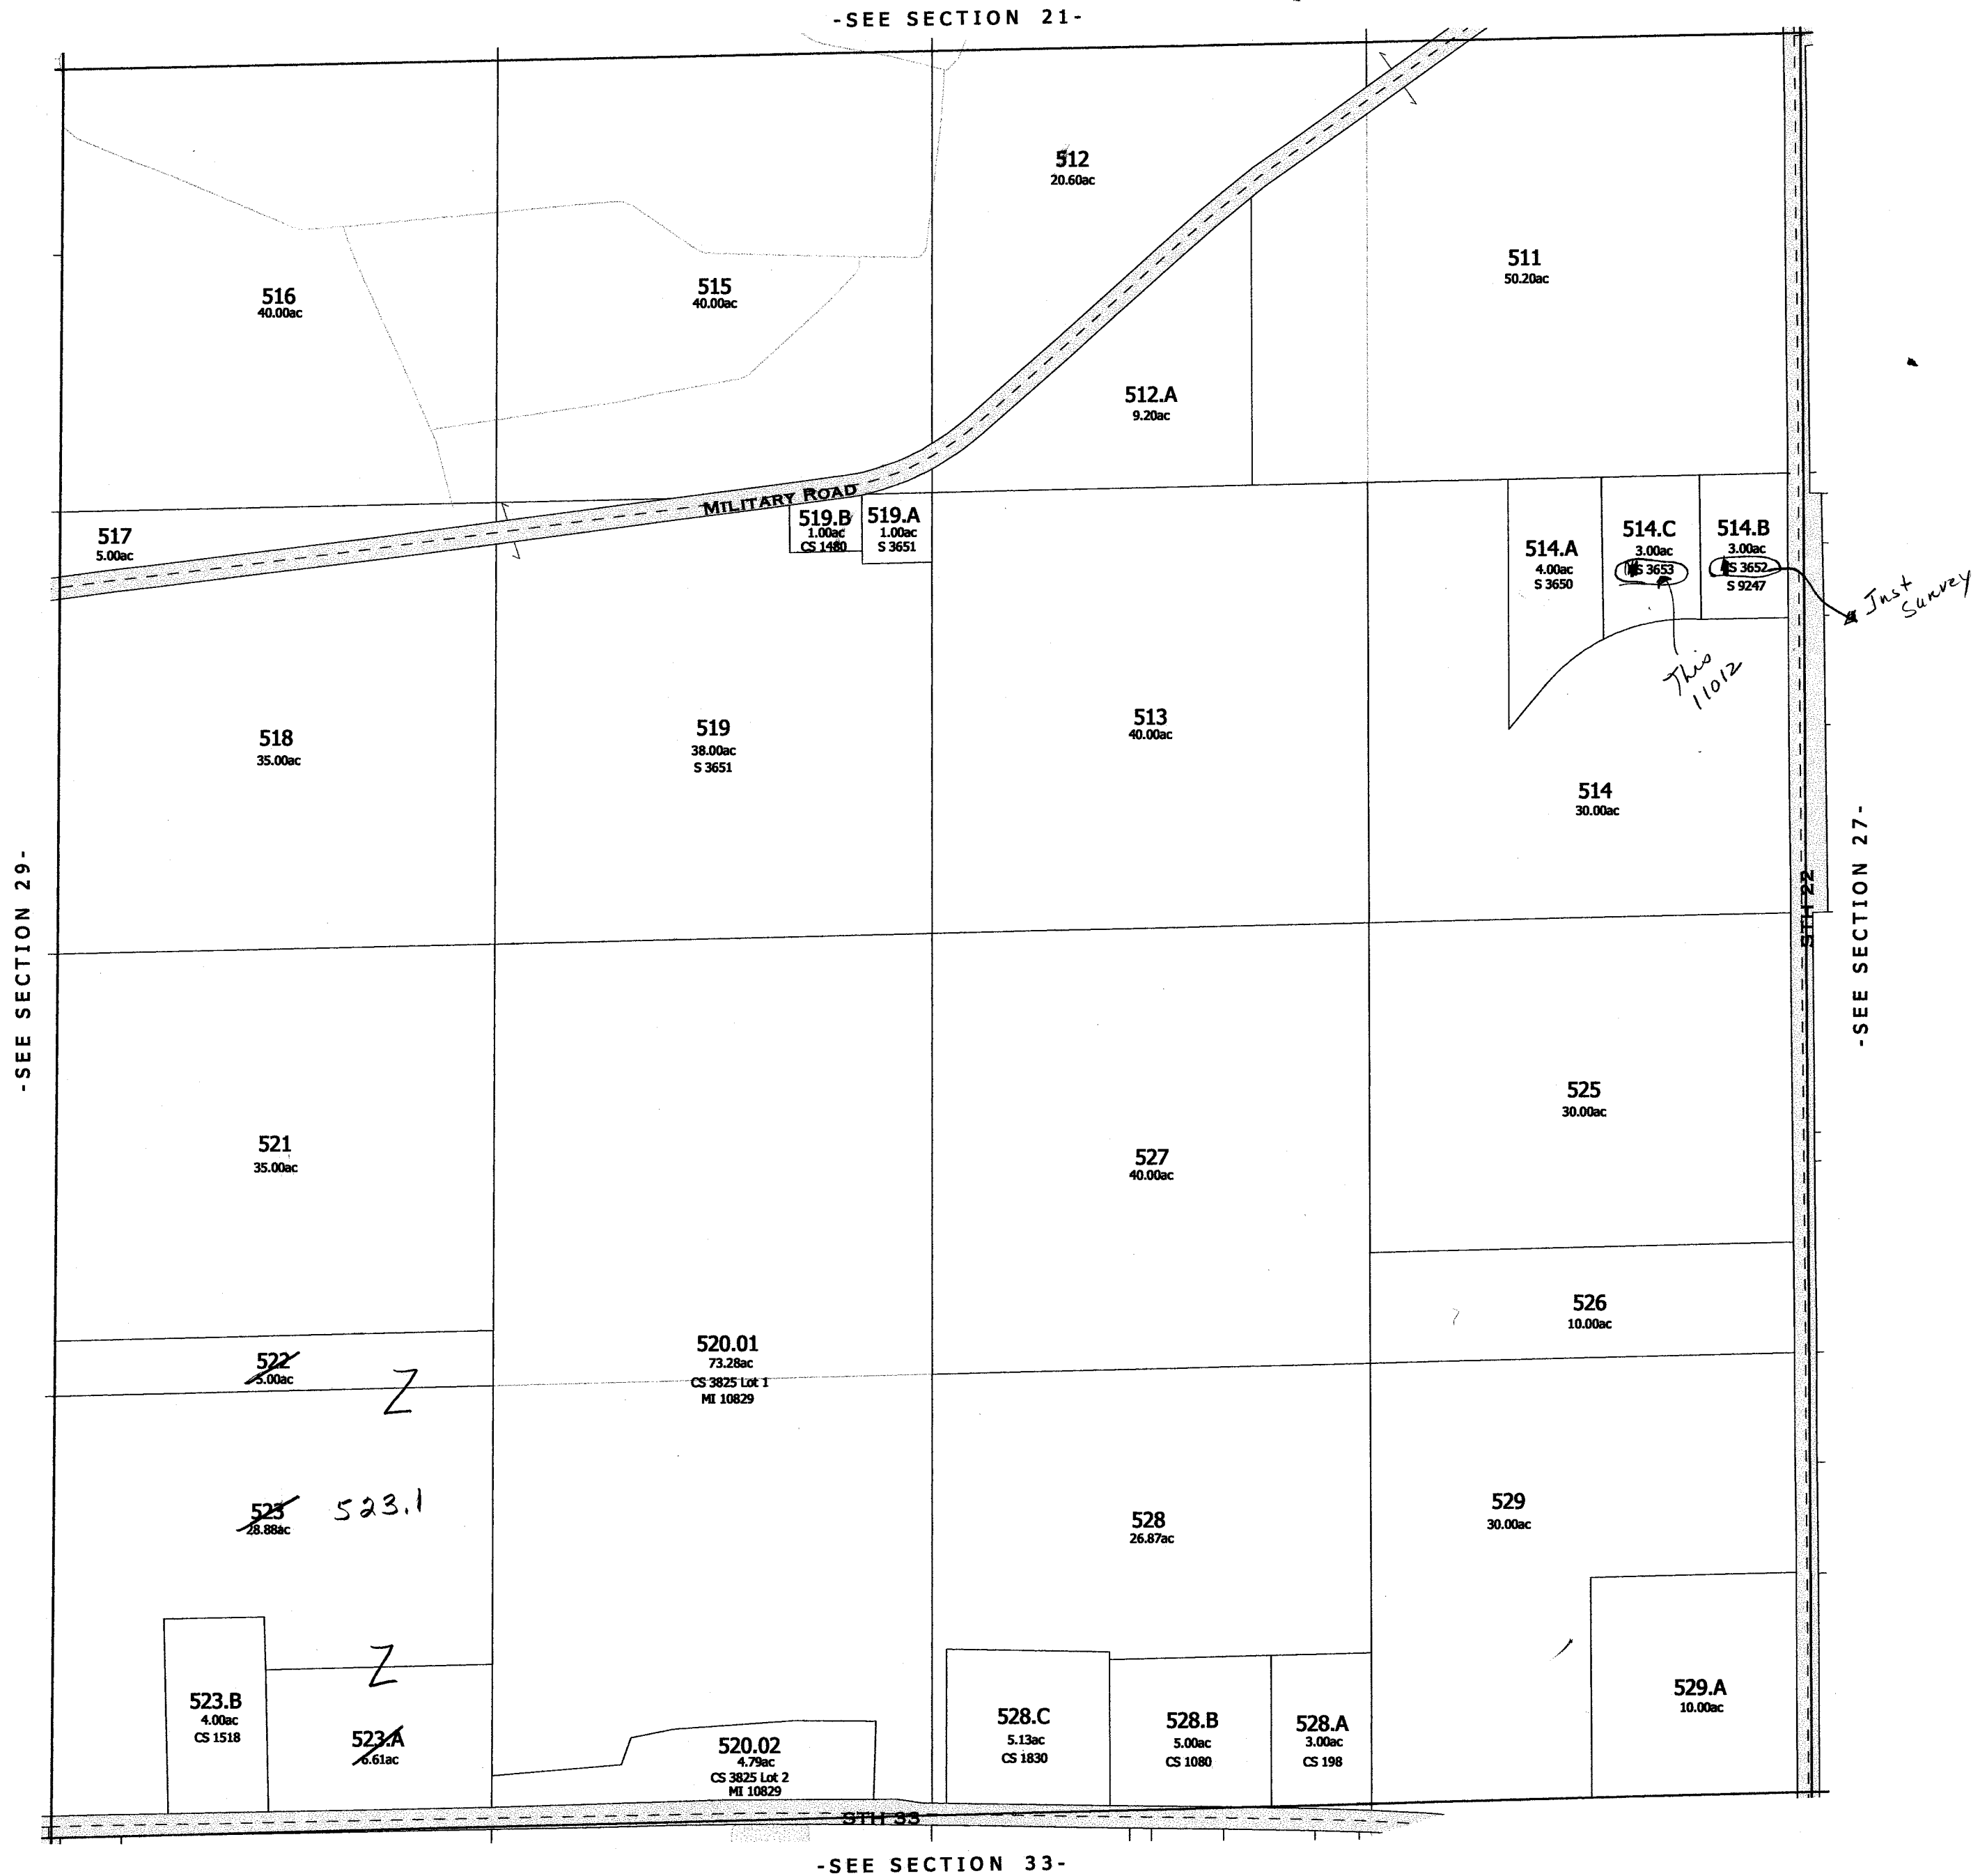 -SEE SECTION 21-
512
20.60ac
511
50.20ac
516
40.00ac
515
40.00ac
512.A
9.20ac
MILITARY ROAD
517
5.00ac
519.B
1.00ac
CS 1480
519.A
1.00ac
S 3651
514.A
4.00ac
S 3650
514.C
3.00ac
S 3653
514.B
3.00ac
S 3652
S 9247
Just
Survey
This
11012
518
35.00ac
519
38.00ac
S 3651
513
40.00ac
514
30.00ac
-SEE SECTION 29-
STH 22
-SEE SECTION 27-
521
35.00ac
527
40.00ac
525
30.00ac
526
10.00ac
522
5.00ac
Z
520.01
73.28ac
CS 3825 Lot 1
MI 10829
523
28.88ac
523.1
528
26.87ac
529
30.00ac
Z
523.B
4.00ac
CS 1518
523.A
6.61ac
520.02
4.79ac
CS 3825 Lot 2
MI 10829
528.C
5.13ac
CS 1830
528.B
5.00ac
CS 1080
528.A
3.00ac
CS 198
529.A
10.00ac
STH 33
-SEE SECTION 33-